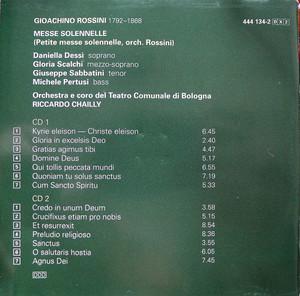 GIOACHINO ROSSINI 1792–1868 444 134-2 DH2
MESSE SOLENNELLE
(Petite messe solennelle, orch. Rossini)
Daniella Dessì soprano
Gloria Scalchi mezzo-soprano
Giuseppe Sabbatini tenor
Michele Pertusi bass
Orchestra e coro del Teatro Comunale di Bologna
RICCARDO CHAILLY
CD 1
1 Kyrie eleison — Christe eleison 6.45
2 Gloria in excelsis Deo 2.40
3 Gratias agimus tibi 4.47
4 Domine Deus 5.17
5 Qui tollis peccata mundi 6.55
6 Quoniam tu solus sanctus 7.19
7 Cum Sancto Spiritu 5.33
CD 2
1 Credo in unum Deum 3.58
2 Crucifixus etiam pro nobis 5.15
3 Et resurrexit 8.54
4 Preludio religioso 8.36
5 Sanctus 3.55
6 O salutaris hostia 6.05
7 Agnus Dei 7.45
DDD